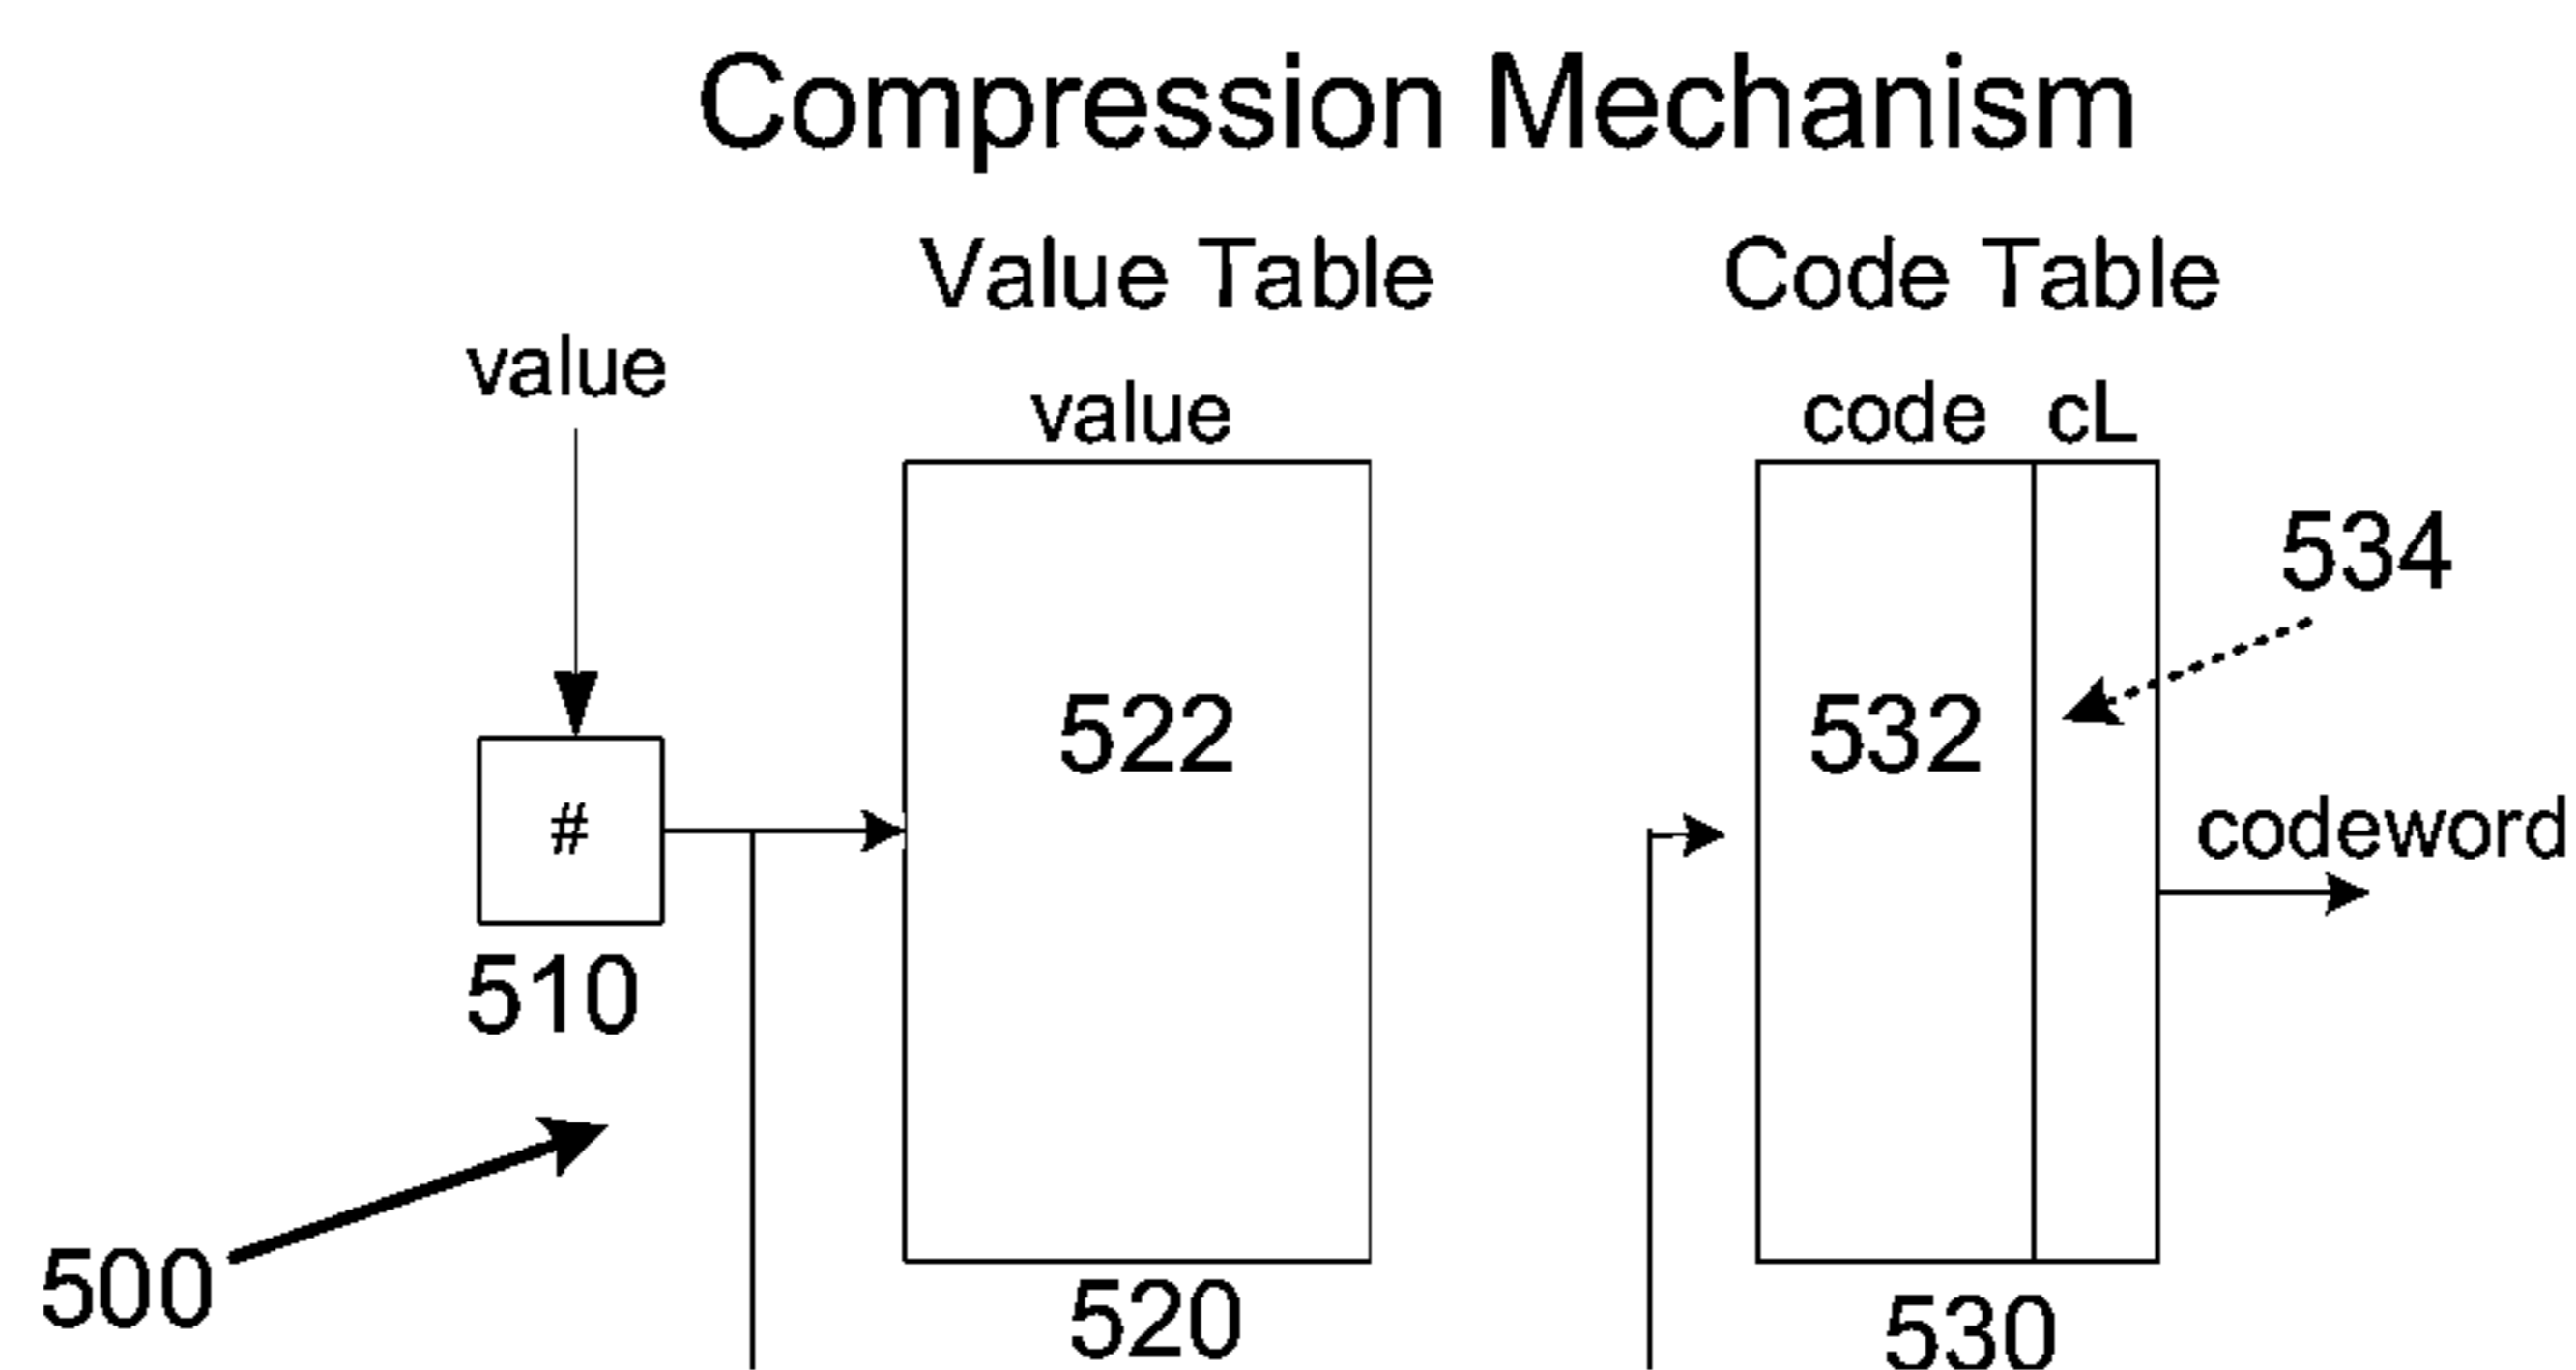 Compression Mechanism
Value Table
Code Table
value
value
code
cL
534
522
532
#
codeword
510
500
520
530